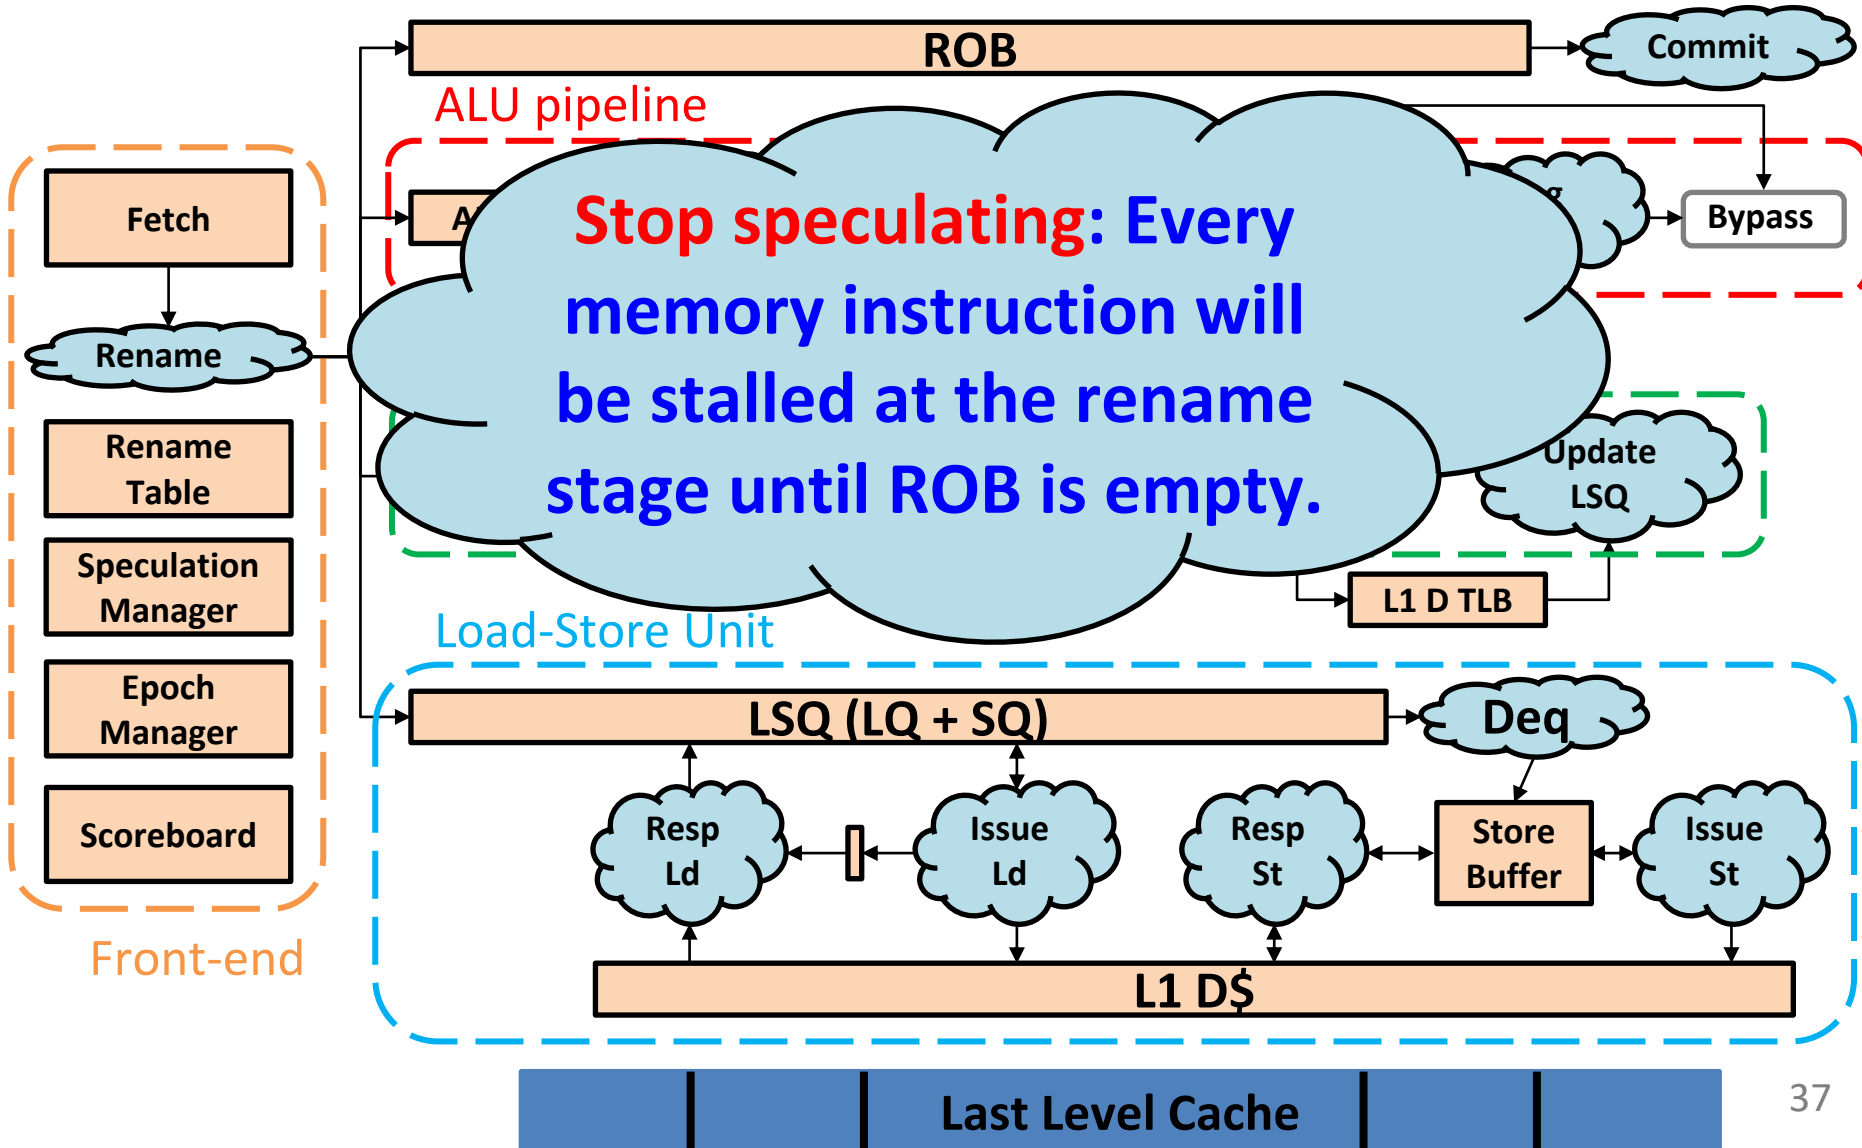 ROB
Commit
ALU pipeline
Fetch
Bypass
Stop speculating: Every
memory instruction will
be stalled at the rename
stage until ROB is empty.
Rename
Rename
Table
Update
LSQ
Speculation
Manager
L1 D TLB
Load-Store Unit
Epoch
Manager
LSQ (LQ + SQ)
Deq
Scoreboard
Resp
Ld
Issue
Ld
Resp
St
Store
Buffer
Issue
St
Front-end
L1 D$
Last Level Cache
37